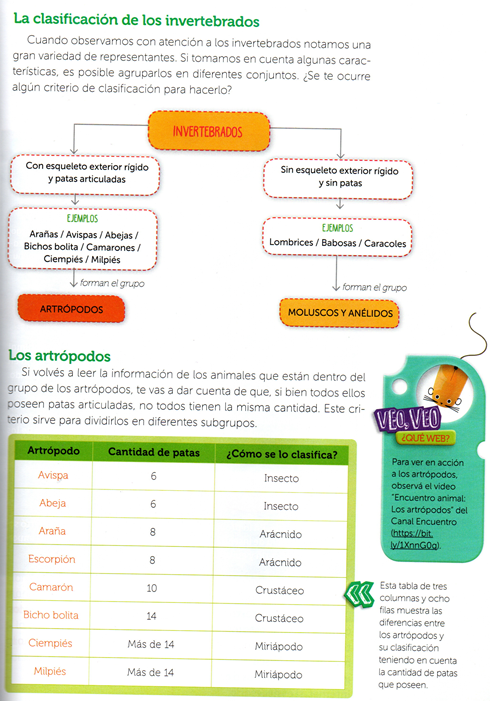 La clasificación de los invertebrados
Cuando observamos con atención a los invertebrados notamos una
gran variedad de representantes. Si tomamos en cuenta algunas carac-
terísticas, es posible agruparlos en diferentes conjuntos. ¿Se te ocurre
algún criterio de clasificación para hacerlo?
INVERTEBRADOS
Con esqueleto exterior rígido
y patas articuladas
EJEMPLOS
Arañas / Avispas / Abejas /
Bichos bolita / Camarones /
Ciempiés / Milpiés
forman el grupo
ARTRÓPODOS
Sin esqueleto exterior rígido
y sin patas
EJEMPLOS
Lombrices / Babosas / Caracoles
forman el grupo
MOLUSCOS Y ANÉLIDOS
Los artrópodos
Si volvés a leer la información de los animales que están dentro del
grupo de los artrópodos, te vas a dar cuenta de que, si bien todos ellos
poseen patas articuladas, no todos tienen la misma cantidad. Este cri-
terio sirve para dividirlos en diferentes subgrupos.
Artrópodo Cantidad de patas ¿Cómo se lo clasifica?
Avispa 6 Insecto
Abeja 6 Insecto
Araña 8 Arácnido
Escorpión 8 Arácnido
Camarón 10 Crustáceo
Bicho bolita 14 Crustáceo
Ciempiés Más de 14 Miriápodo
Milpiés Más de 14 Miriápodo
VEO, VEO
¿QUÉ WEB?
Para ver en acción
a los artrópodos,
observá el video
"Encuentro animal:
Los artrópodos" del
Canal Encuentro
(https://bit.
ly/1XnnG0q).
Esta tabla de tres
columnas y ocho
filas muestra las
diferencias entre
los artrópodos y
su clasificación
teniendo en cuenta
la cantidad de patas
que poseen.